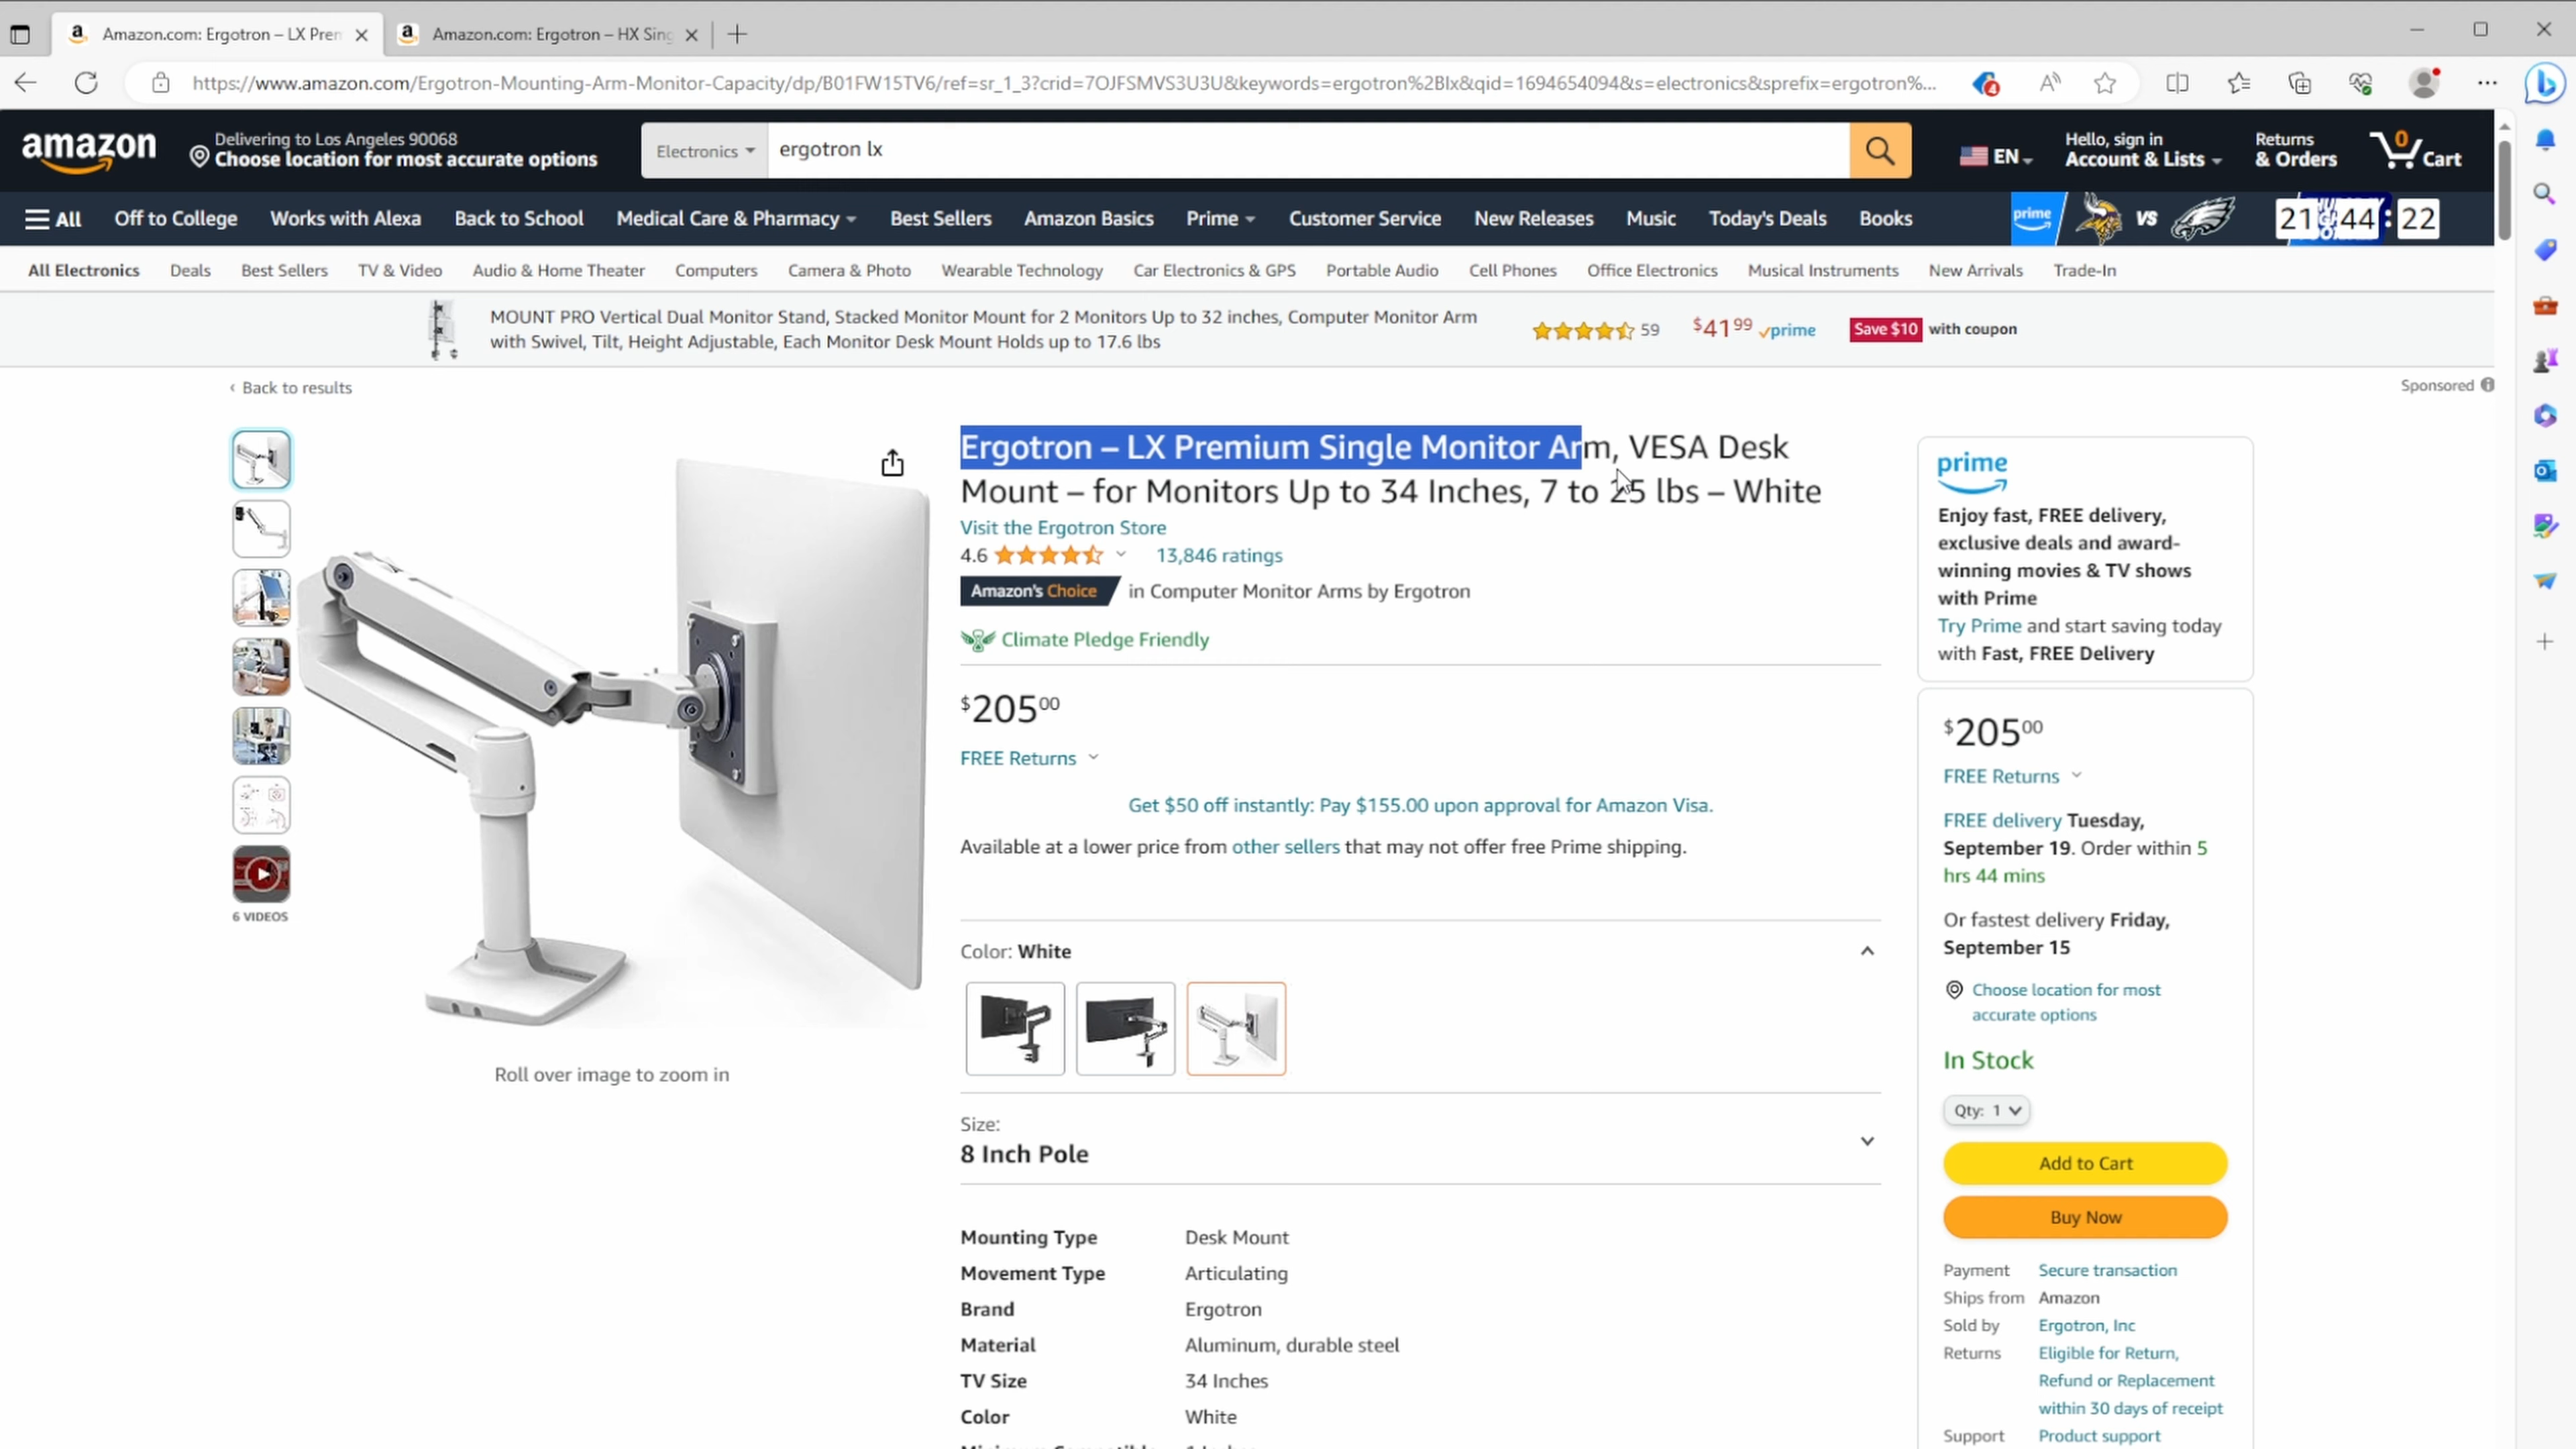 Amazon.com: Ergotron – LX Prem
Amazon.com: Ergotron – HX Sing
https://www.amazon.com/Ergotron-Mounting-Arm-Monitor-Capacity/dp/B01FW15TV6/ref=sr_1_3?crid=7OJFSMVS3U3U&keywords=ergotron%2Blx&qid=1694654094&s=electronics&sprefix=ergotron%...
amazon
Delivering to Los Angeles 90068
Choose location for most accurate options
Electronics
ergotron lx
EN
Hello, sign in
Account & Lists
Returns
& Orders
0
Cart
All
Off to College
Works with Alexa
Back to School
Medical Care & Pharmacy
Best Sellers
Amazon Basics
Prime
Customer Service
New Releases
Music
Today's Deals
Books
prime
VS
21 : 44 : 22
All Electronics
Deals
Best Sellers
TV & Video
Audio & Home Theater
Computers
Camera & Photo
Wearable Technology
Car Electronics & GPS
Portable Audio
Cell Phones
Office Electronics
Musical Instruments
New Arrivals
Trade-In
MOUNT PRO Vertical Dual Monitor Stand, Stacked Monitor Mount for 2 Monitors Up to 32 inches, Computer Monitor Arm
with Swivel, Tilt, Height Adjustable, Each Monitor Desk Mount Holds up to 17.6 lbs
59
$41 99 prime
Save $10 with coupon
‹ Back to results
Sponsored
Ergotron – LX Premium Single Monitor Arm, VESA Desk
Mount – for Monitors Up to 34 Inches, 7 to 25 lbs – White
Visit the Ergotron Store
4.6
13,846 ratings
Amazon's Choice in Computer Monitor Arms by Ergotron
Climate Pledge Friendly
$205 00
FREE Returns
Get $50 off instantly: Pay $155.00 upon approval for Amazon Visa.
Available at a lower price from other sellers that may not offer free Prime shipping.
6 VIDEOS
Roll over image to zoom in
Color: White
Size:
8 Inch Pole
Mounting Type Desk Mount
Movement Type Articulating
Brand Ergotron
Material Aluminum, durable steel
TV Size 34 Inches
Color White
prime
Enjoy fast, FREE delivery,
exclusive deals and award-
winning movies & TV shows
with Prime
Try Prime and start saving today
with Fast, FREE Delivery
$205 00
FREE Returns
FREE delivery Tuesday,
September 19. Order within 5
hrs 44 mins
Or fastest delivery Friday,
September 15
Choose location for most
accurate options
In Stock
Qty: 1
Add to Cart
Buy Now
Payment Secure transaction
Ships from Amazon
Sold by Ergotron, Inc
Returns Eligible for Return,
Refund or Replacement
within 30 days of receipt
Support Product support